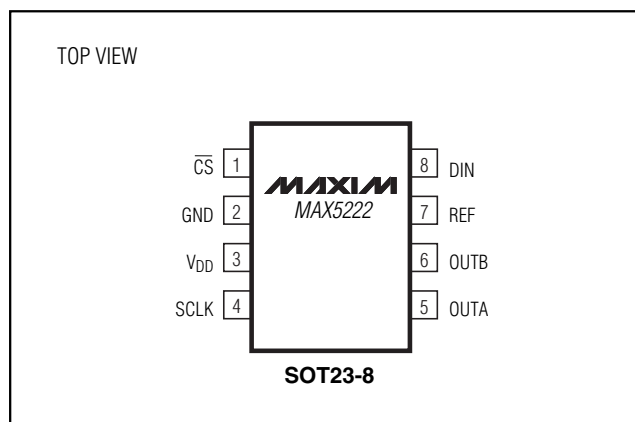 TOP VIEW
C̅S̅ 1
GND 2
VDD 3
SCLK 4
MAXIM
MAX5222
8 DIN
7 REF
6 OUTB
5 OUTA
SOT23-8